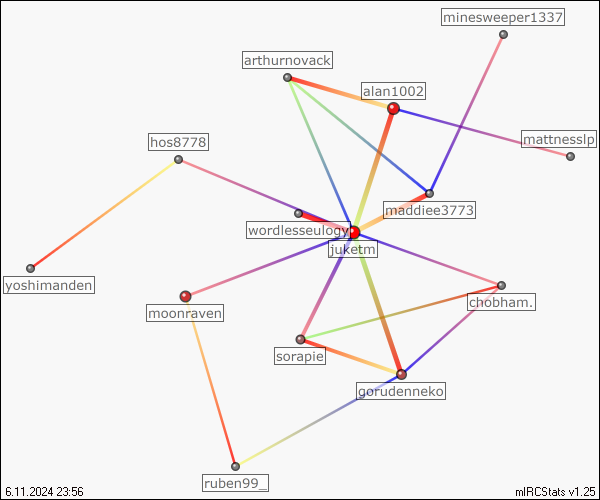 minesweeper1337
arthurnovack
alan1002
mattnesslp
hos8778
maddiee3773
wordlesseulogy
juketm
yoshimanden
chobham.
moonraven
sorapie
gorudenneko
ruben99_
6.11.2024 23:56
mIRCStats v1.25